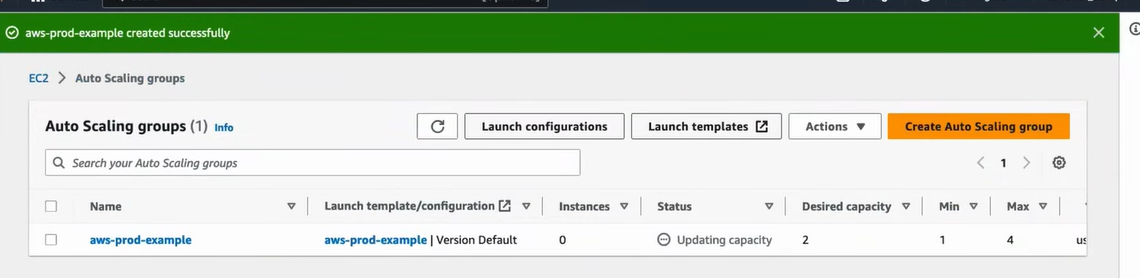 aws-prod-example created successfully
EC2 > Auto Scaling groups
Auto Scaling groups (1) Info
Launch configurations
Launch templates
Actions
Create Auto Scaling group
Search your Auto Scaling groups
1
Name Launch template/configuration Instances Status Desired capacity Min Max
aws-prod-example aws-prod-example | Version Default 0 Updating capacity 2 1 4 us